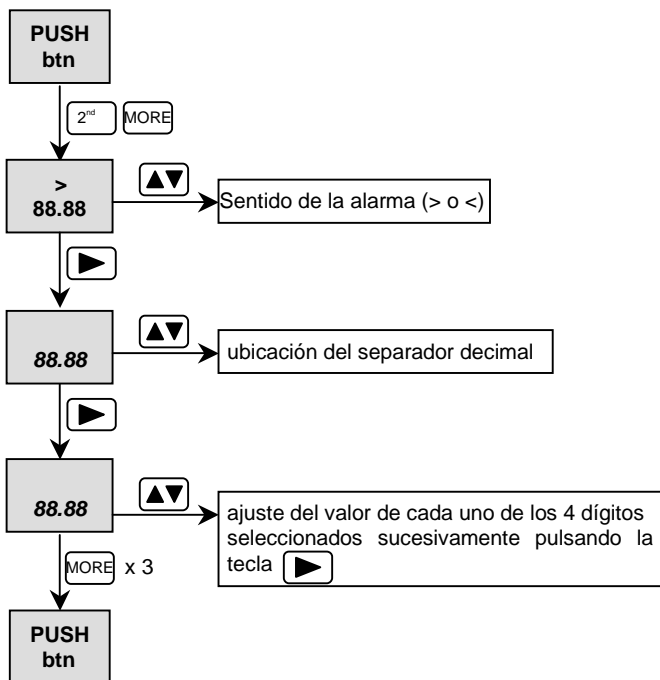 PUSH
btn
2nd MORE
>
88.88
Sentido de la alarma (> o <)
88.88
ubicación del separador decimal
88.88
ajuste del valor de cada uno de los 4 dígitos
seleccionados sucesivamente pulsando la
tecla
MORE x 3
PUSH
btn